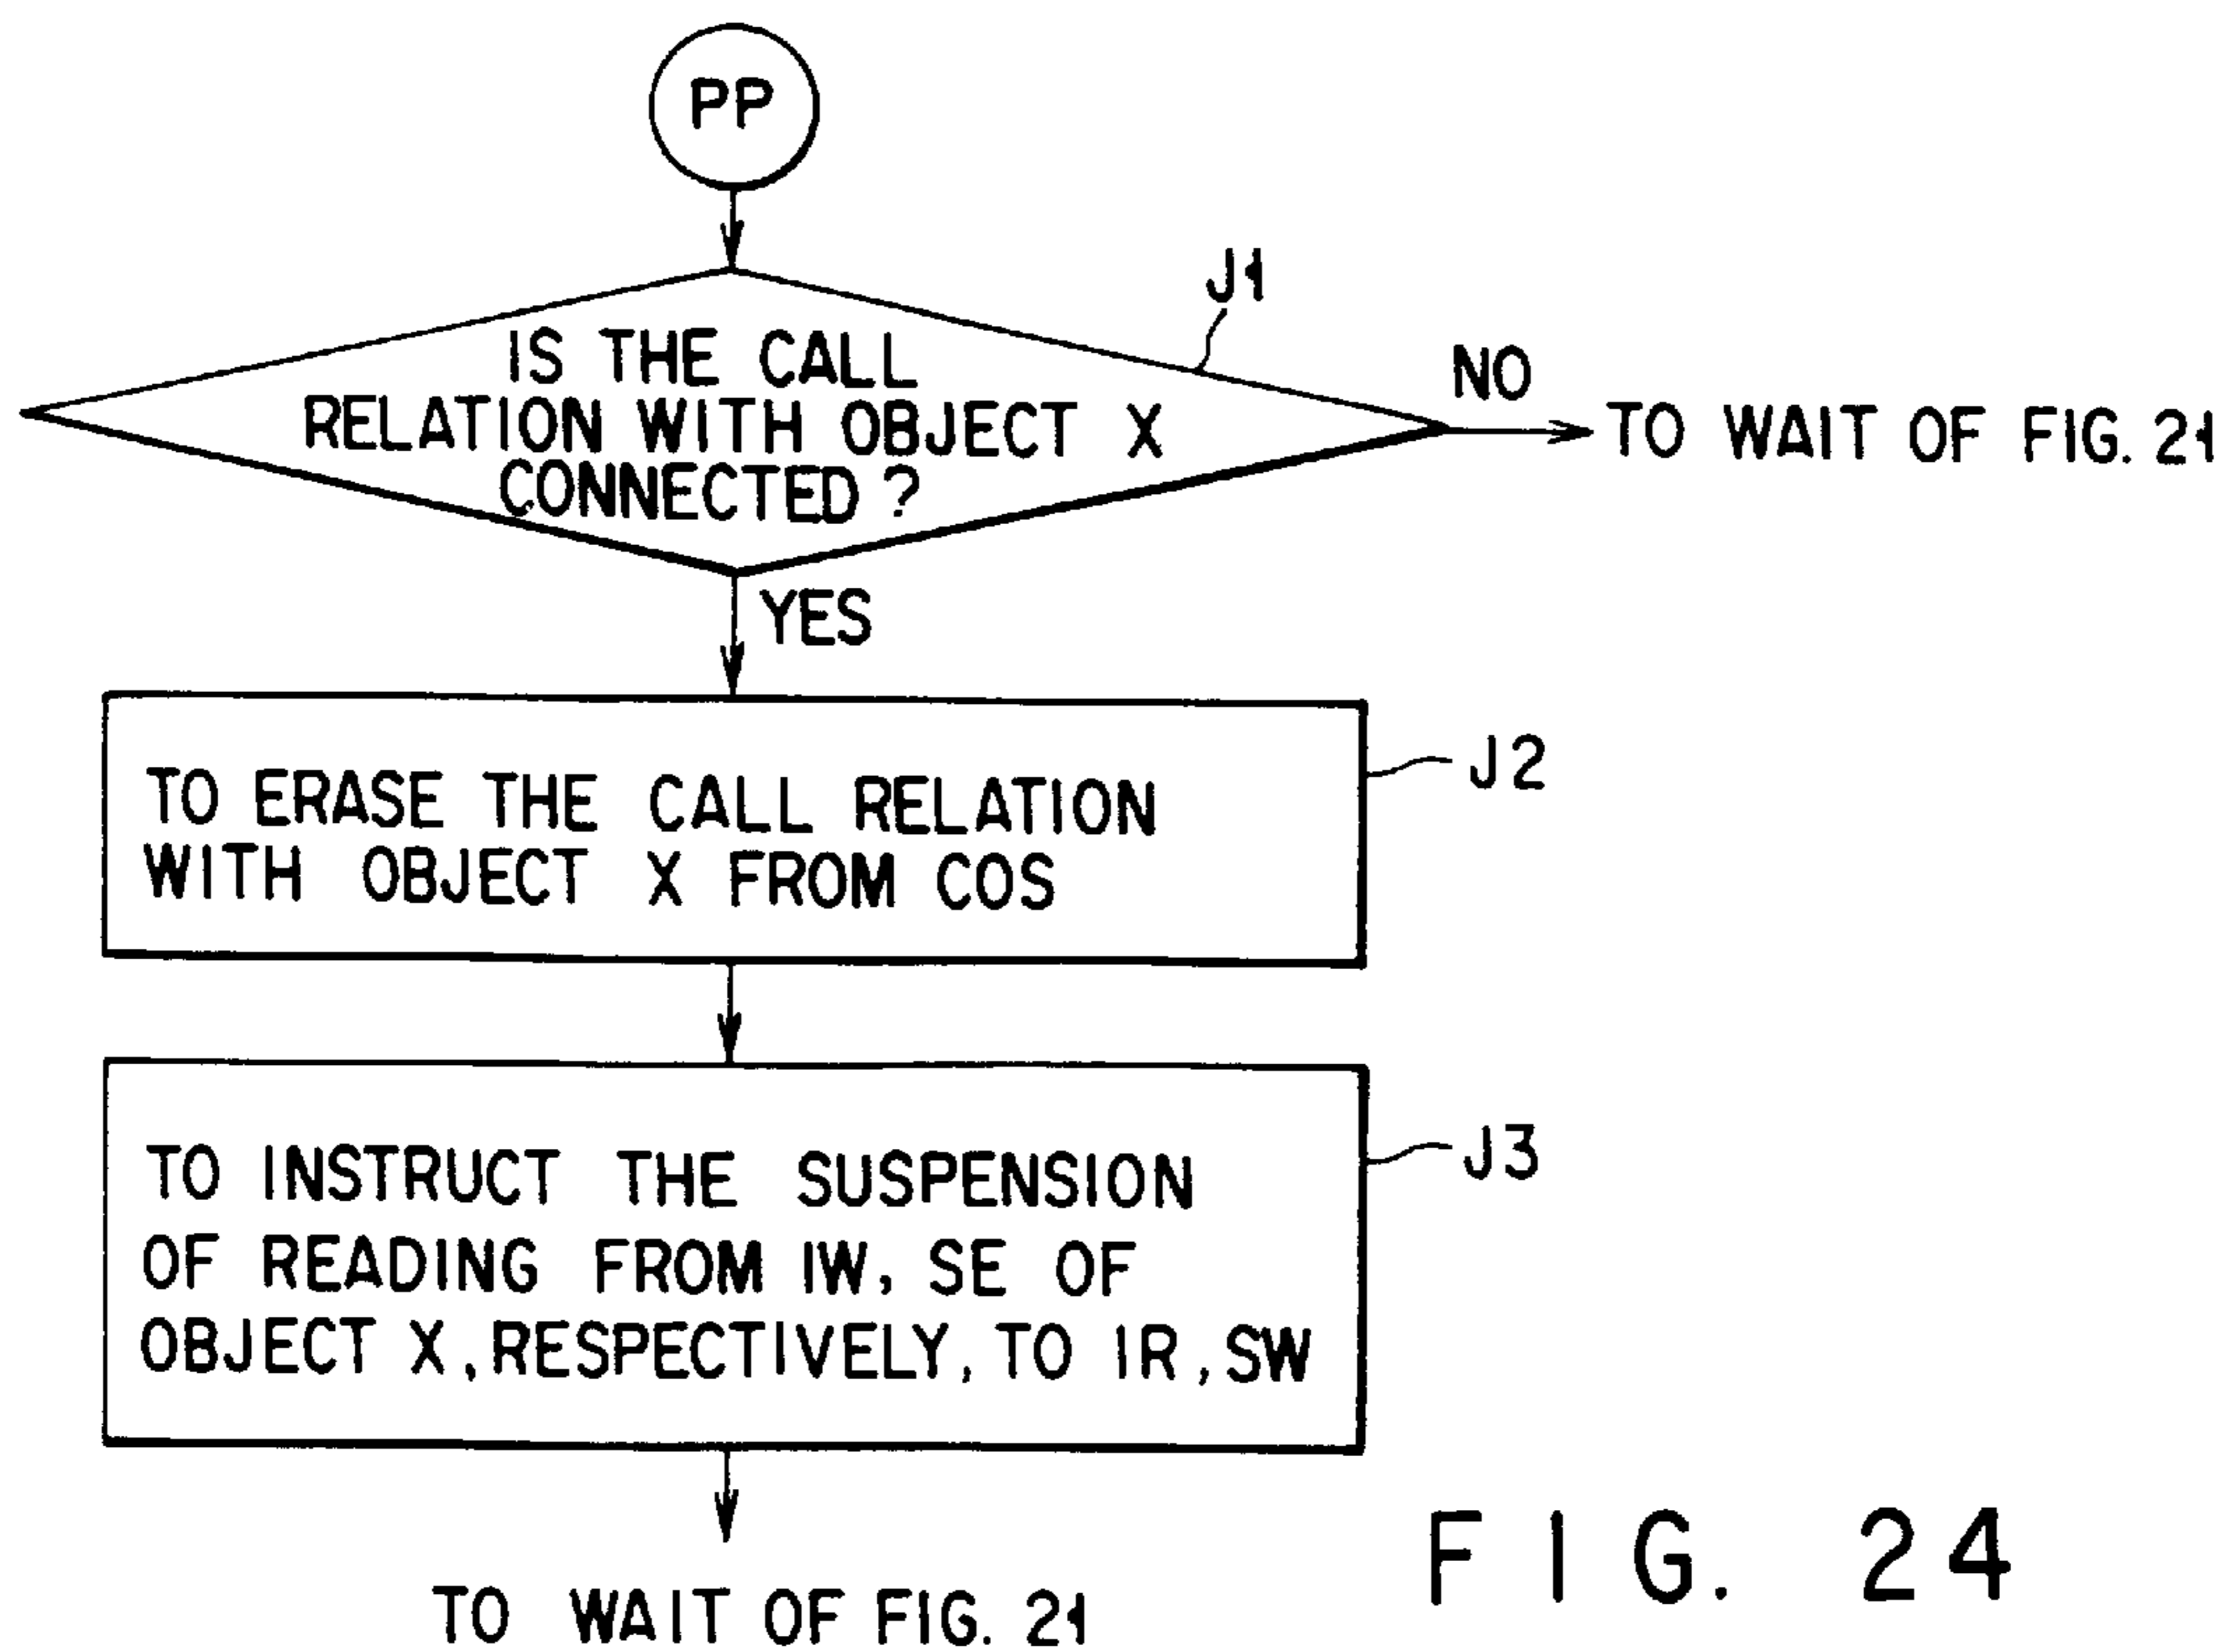 PP
J1
IS THE CALL
RELATION WITH OBJECT X
CONNECTED ?
NO
TO WAIT OF FIG. 21
YES
TO ERASE THE CALL RELATION
WITH OBJECT X FROM COS
J2
TO INSTRUCT THE SUSPENSION
OF READING FROM IW, SE OF
OBJECT X, RESPECTIVELY, TO IR, SW
J3
TO WAIT OF FIG. 21
FIG. 24